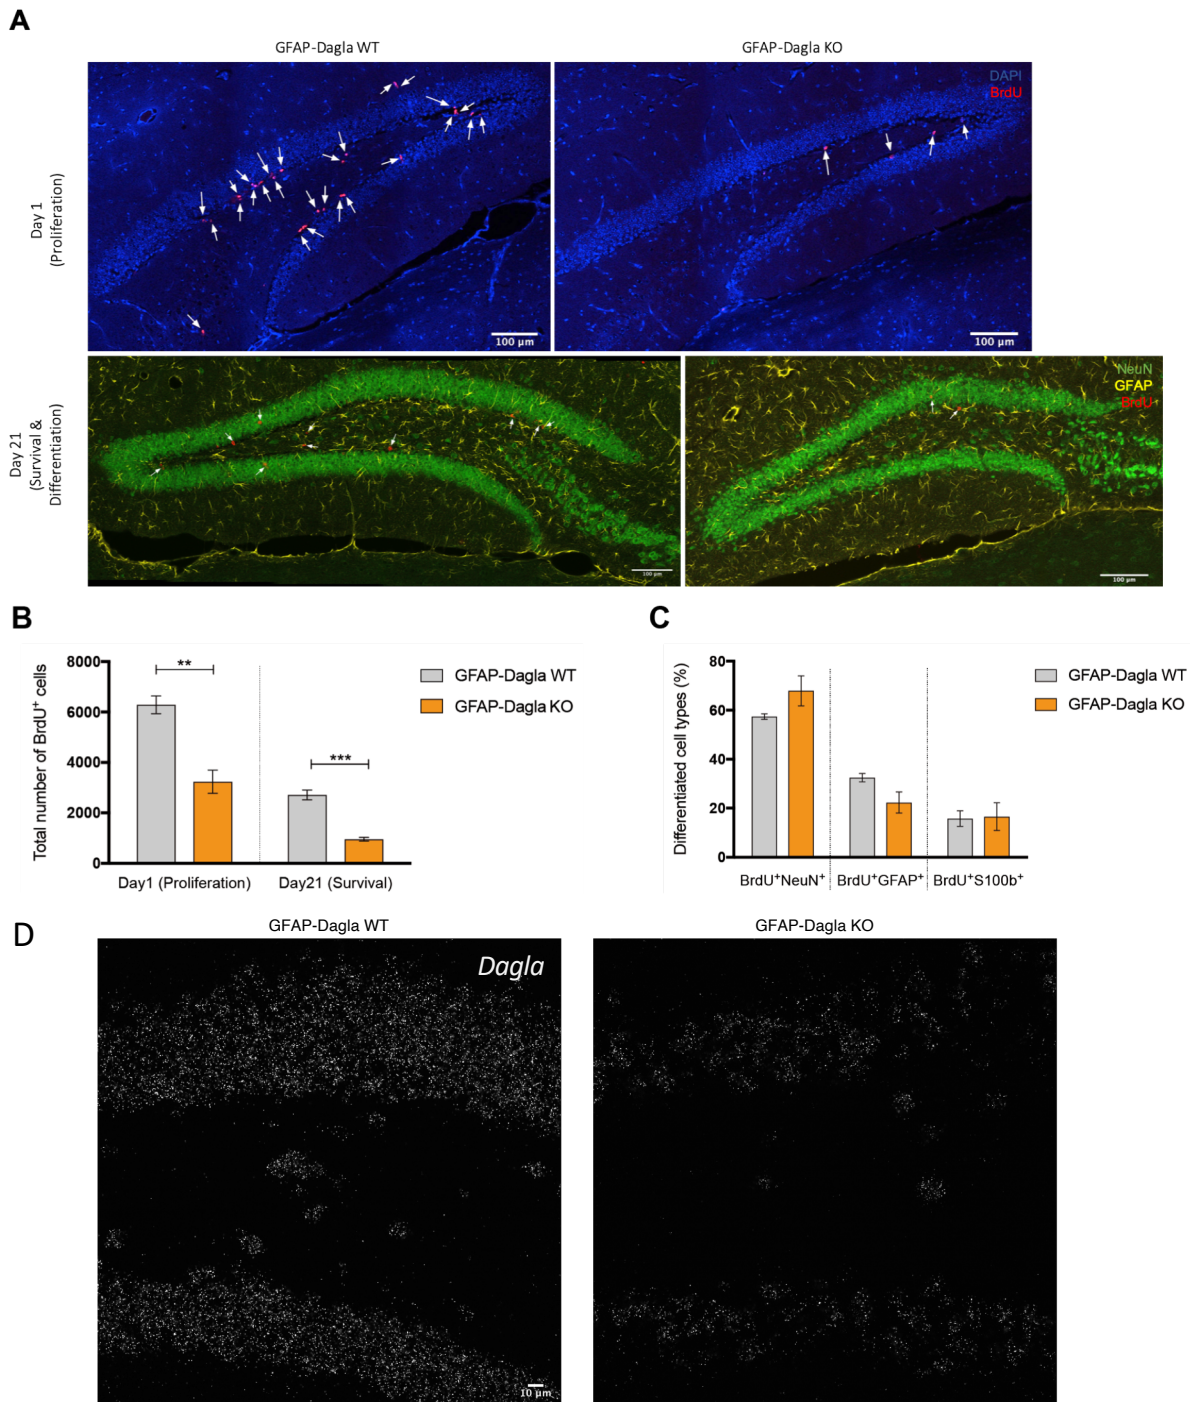 A
GFAP-Dagla WT
GFAP-Dagla KO
Day 1
(Proliferation)
DAPI
BrdU
100 µm
100 µm
Day 21
(Survival &
Differentiation)
NeuN
GFAP
BrdU
100 µm
100 µm
B
Total number of BrdU⁺ cells
8000
6000
4000
2000
0
**
***
Day1 (Proliferation)
Day21 (Survival)
GFAP-Dagla WT
GFAP-Dagla KO
C
Differentiated cell types (%)
80
60
40
20
0
BrdU⁺NeuN⁺
BrdU⁺GFAP⁺
BrdU⁺S100b⁺
GFAP-Dagla WT
GFAP-Dagla KO
D
GFAP-Dagla WT
GFAP-Dagla KO
Dagla
10 µm